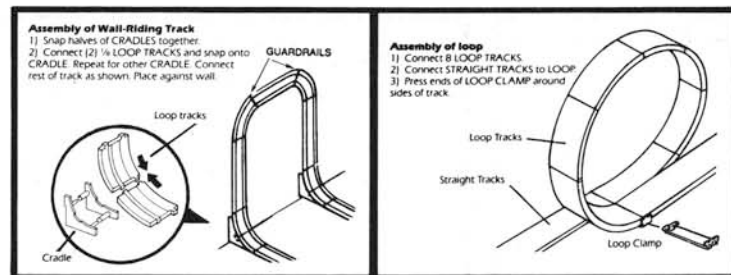 Assembly of Wall-Riding Track
1) Snap halves of CRADLES together.
2) Connect (2) ⅛ LOOP TRACKS and snap onto
CRADLE. Repeat for other CRADLE. Connect
rest of track as shown. Place against wall.
GUARDRAILS
Loop tracks
Cradle
Assembly of loop
1) Connect 8 LOOP TRACKS.
2) Connect STRAIGHT TRACKS to LOOP.
3) Press ends of LOOP CLAMP around
sides of track.
Loop Tracks
Straight Tracks
Loop Clamp